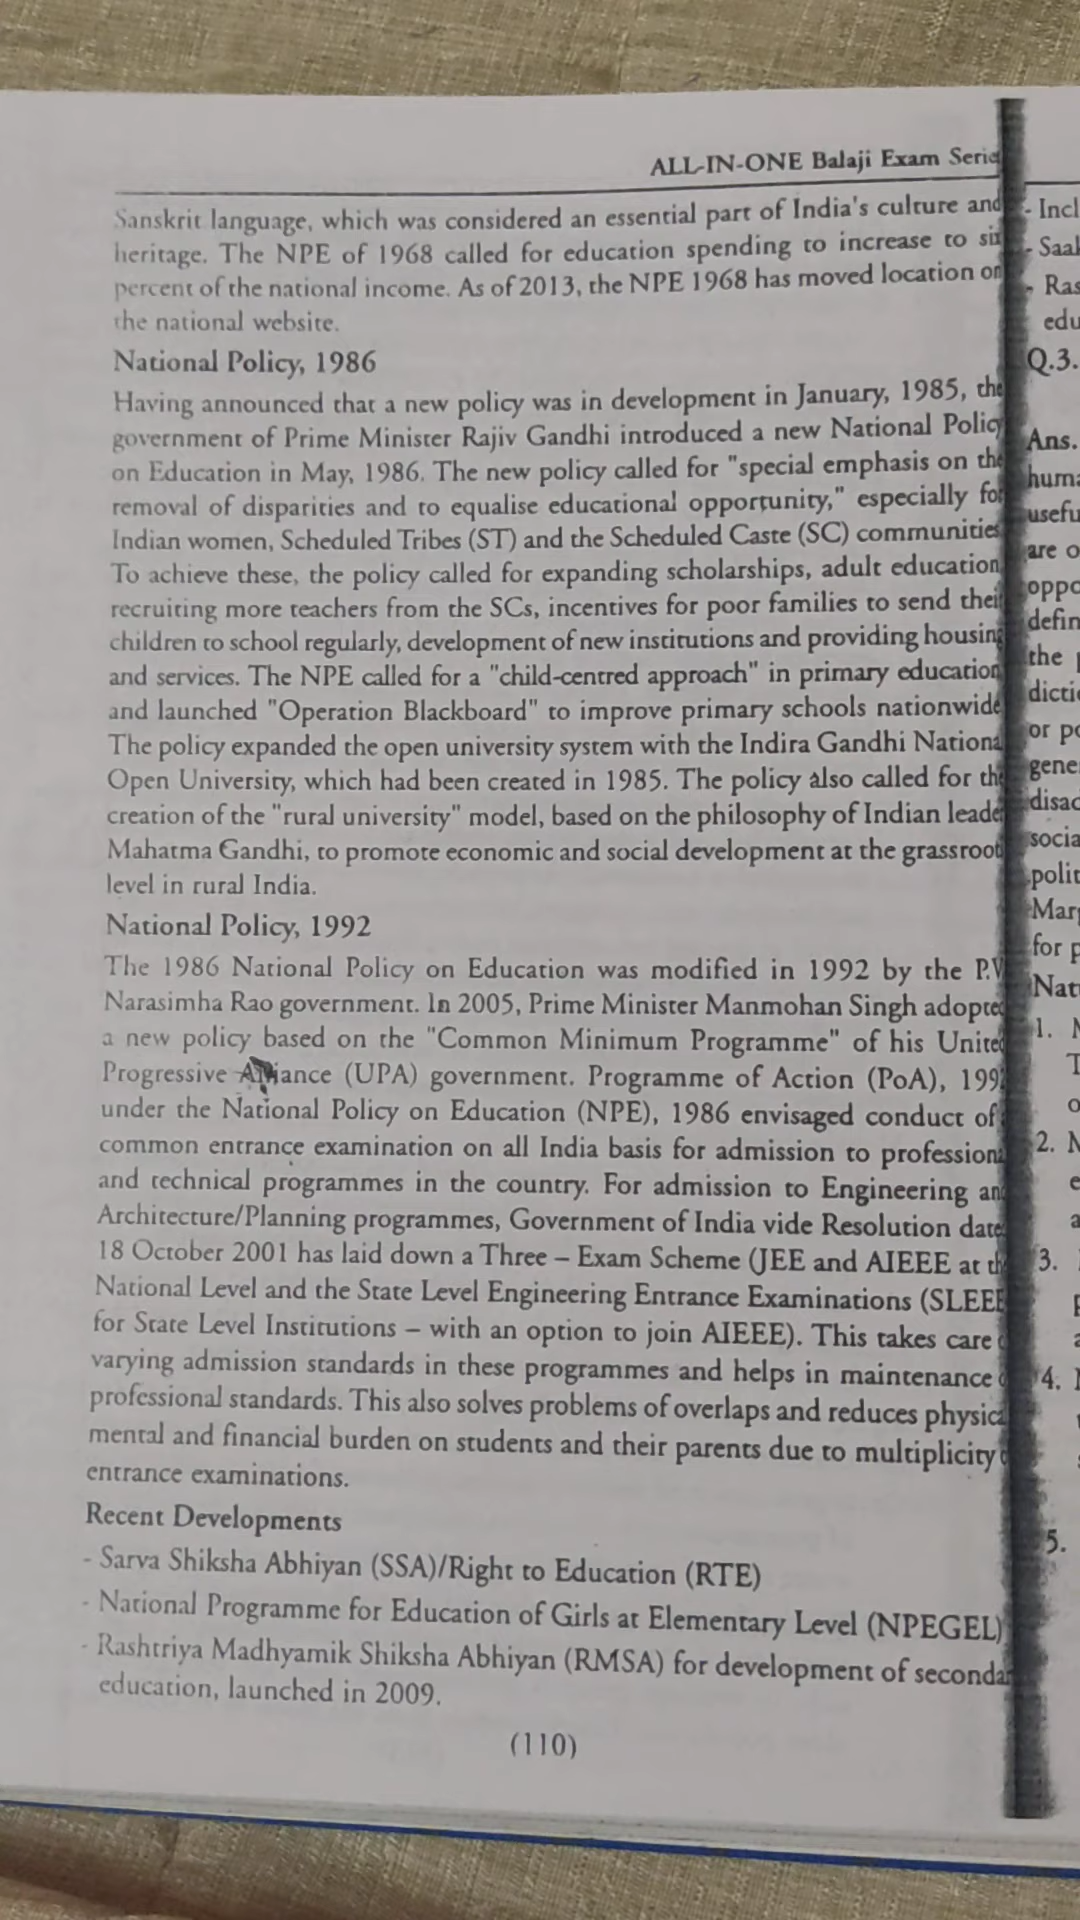 ALL-IN-ONE Balaji Exam Serie
Sanskrit language, which was considered an essential part of India's culture and
heritage. The NPE of 1968 called for education spending to increase to six
percent of the national income. As of 2013, the NPE 1968 has moved location on
the national website.
National Policy, 1986
Having announced that a new policy was in development in January, 1985, the
government of Prime Minister Rajiv Gandhi introduced a new National Policy
on Education in May, 1986. The new policy called for "special emphasis on the
removal of disparities and to equalise educational opportunity," especially for
Indian women, Scheduled Tribes (ST) and the Scheduled Caste (SC) communities
To achieve these, the policy called for expanding scholarships, adult education
recruiting more teachers from the SCs, incentives for poor families to send thei
children to school regularly, development of new institutions and providing housing
and services. The NPE called for a "child-centred approach" in primary education
and launched "Operation Blackboard" to improve primary schools nationwide
The policy expanded the open university system with the Indira Gandhi Nationa
Open University, which had been created in 1985. The policy also called for the
creation of the "rural university" model, based on the philosophy of Indian leade
Mahatma Gandhi, to promote economic and social development at the grassroot
level in rural India.
National Policy, 1992
The 1986 National Policy on Education was modified in 1992 by the P.V
Narasimha Rao government. In 2005, Prime Minister Manmohan Singh adopte
a new policy based on the "Common Minimum Programme" of his Unite
Progressive Alliance (UPA) government. Programme of Action (PoA), 199
under the National Policy on Education (NPE), 1986 envisaged conduct of
common entrance examination on all India basis for admission to professiona
and technical programmes in the country. For admission to Engineering an
Architecture/Planning programmes, Government of India vide Resolution date
18 October 2001 has laid down a Three – Exam Scheme (JEE and AIEEE at th
National Level and the State Level Engineering Entrance Examinations (SLEEE
for State Level Institutions – with an option to join AIEEE). This takes care
varying admission standards in these programmes and helps in maintenance
professional standards. This also solves problems of overlaps and reduces physica
mental and financial burden on students and their parents due to multiplicity
entrance examinations.
Recent Developments
- Sarva Shiksha Abhiyan (SSA)/Right to Education (RTE)
- National Programme for Education of Girls at Elementary Level (NPEGEL)
- Rashtriya Madhyamik Shiksha Abhiyan (RMSA) for development of seconda
education, launched in 2009.
(110)
- Incl
- Saal
- Ras
edu
Q.3.
Ans.
huma
usefu
are o
oppo
defin
the
dictio
or po
gene
disad
socia
polit
Marg
for p
Natu
1.
2.
3.
4.
5.